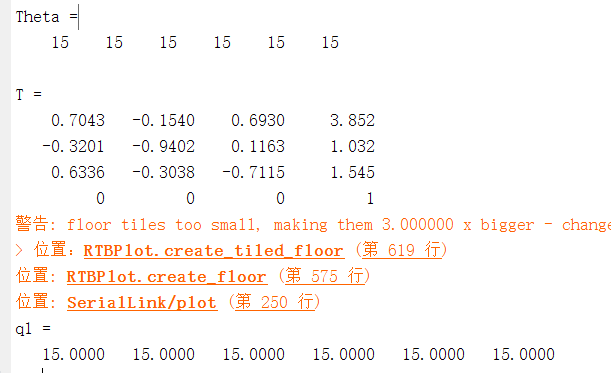 Theta =
15 15 15 15 15 15
T =
0.7043 -0.1540 0.6930 3.852
-0.3201 -0.9402 0.1163 1.032
0.6336 -0.3038 -0.7115 1.545
0 0 0 1
警告: floor tiles too small, making them 3.000000 x bigger - change
> 位置: RTBPlot.create_tiled_floor (第 619 行)
位置: RTBPlot.create_floor (第 575 行)
位置: SerialLink/plot (第 250 行)
q1 =
15.0000 15.0000 15.0000 15.0000 15.0000 15.0000